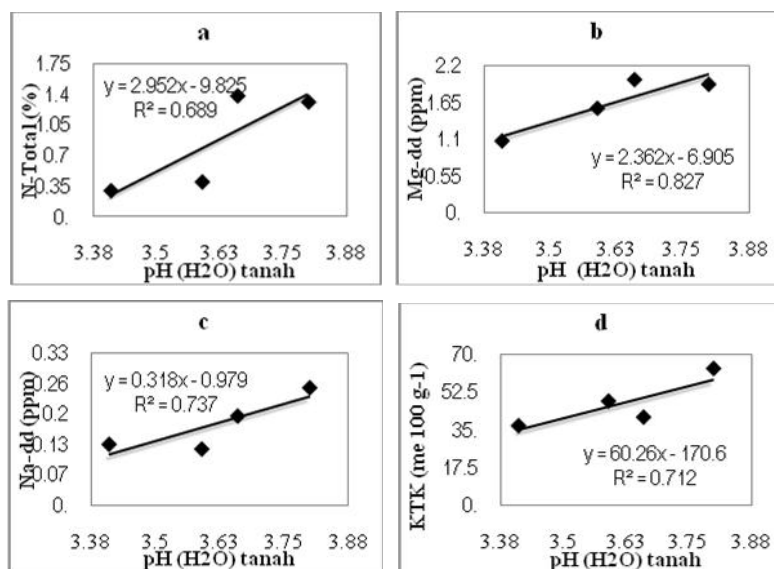 a
N-Total (%)
1.75
1.4
1.05
0.7
0.35
0.
y = 2.952x - 9.825
R² = 0.689
3.38 3.5 3.63 3.75 3.88
pH (H2O) tanah
b
Mg-dd (ppm)
2.2
1.65
1.1
0.55
0.
y = 2.362x - 6.905
R² = 0.827
3.38 3.5 3.63 3.75 3.88
pH (H2O) tanah
c
Na-dd (ppm)
0.33
0.26
0.2
0.13
0.07
0.
y = 0.318x - 0.979
R² = 0.737
3.38 3.5 3.63 3.75 3.88
pH (H2O) tanah
d
KTK (me 100 g-1)
70.
52.5
35.
17.5
0.
y = 60.26x - 170.6
R² = 0.712
3.38 3.5 3.63 3.75 3.88
pH (H2O) tanah